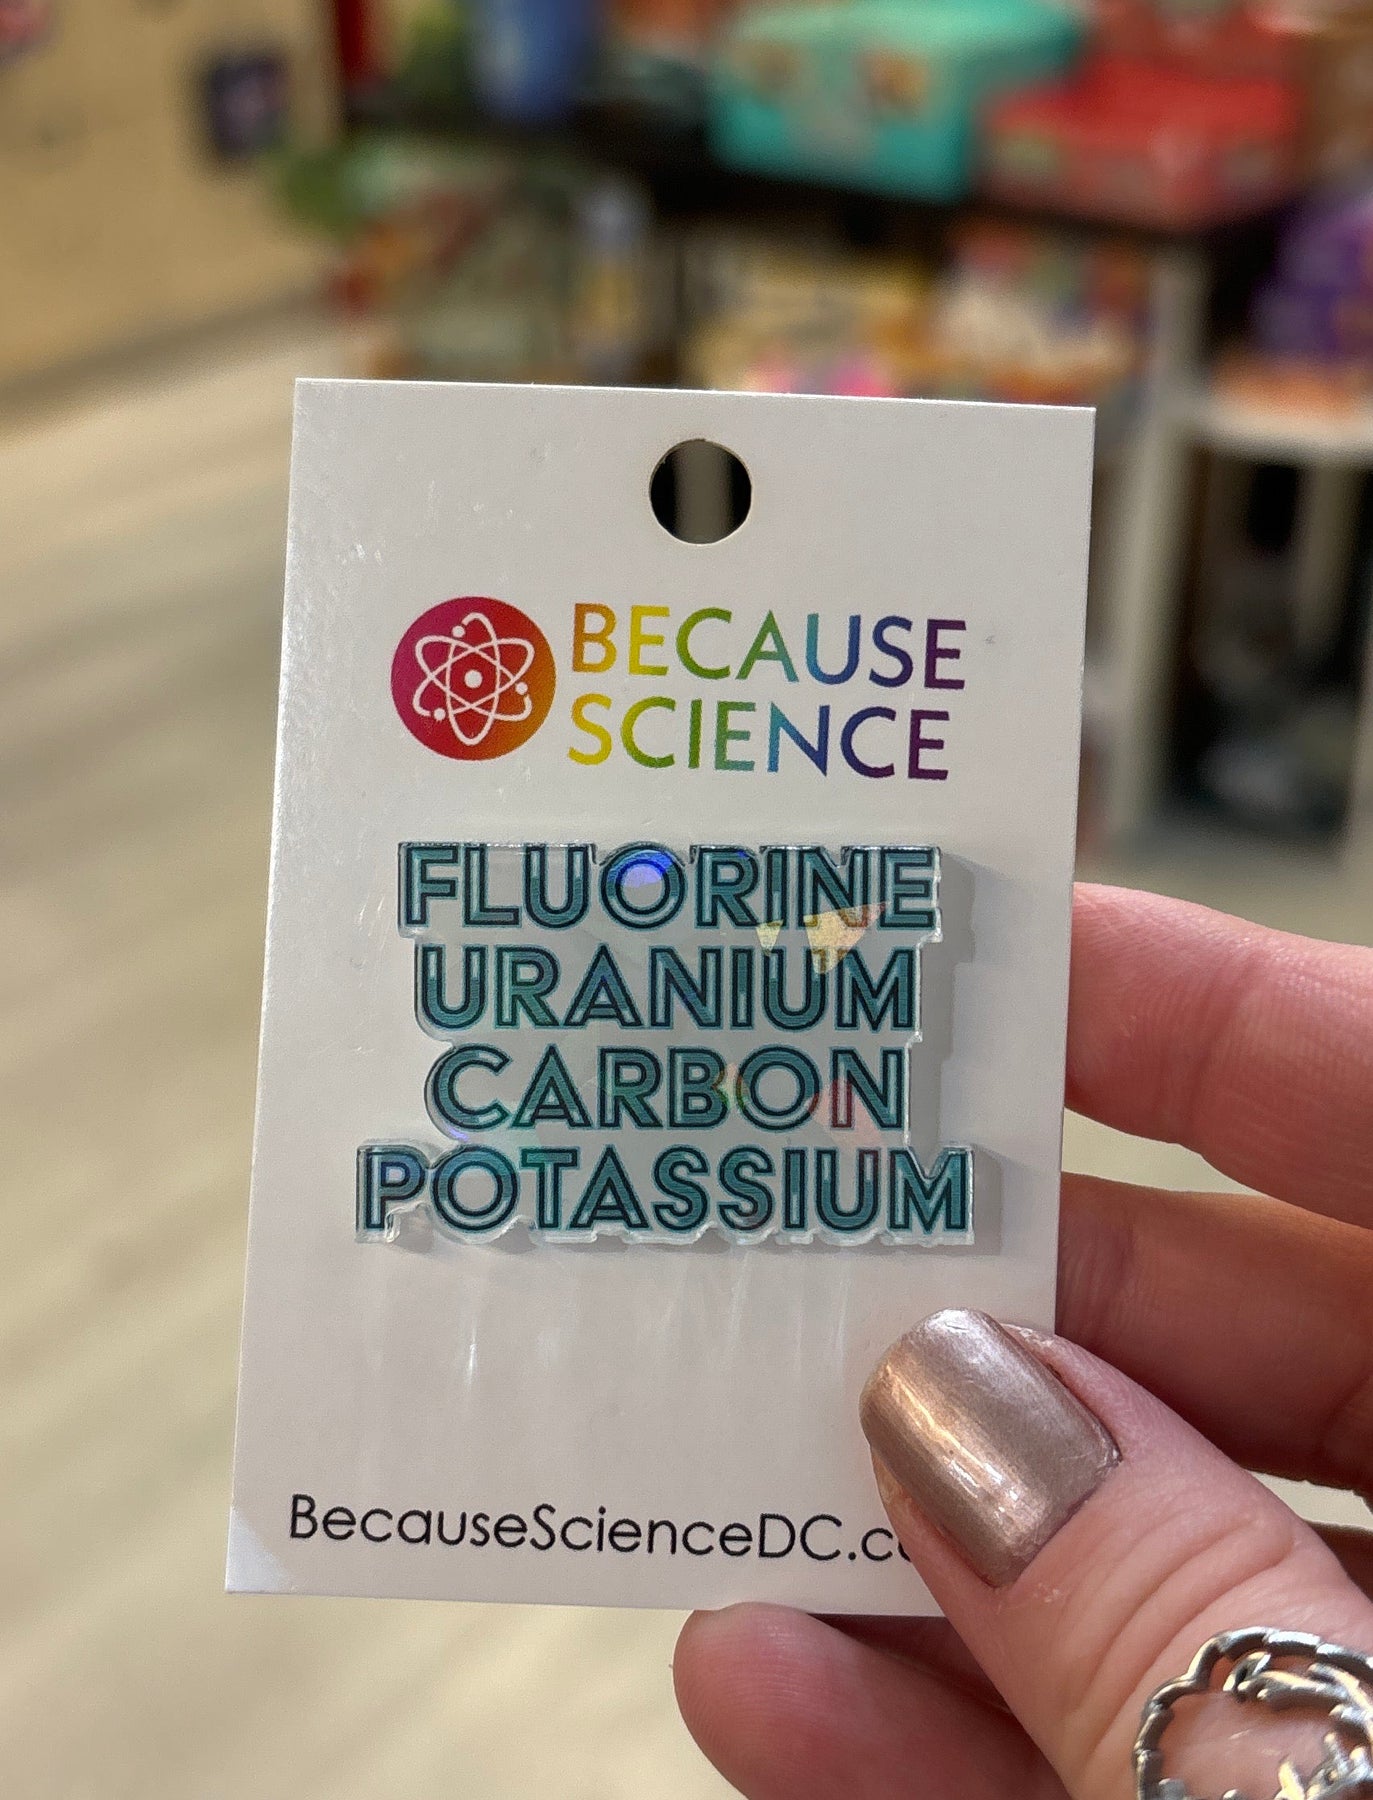 BECAUSE
SCIENCE
FLUORINE
URANIUM
CARBON
POTASSIUM
BecauseScienceDC.c